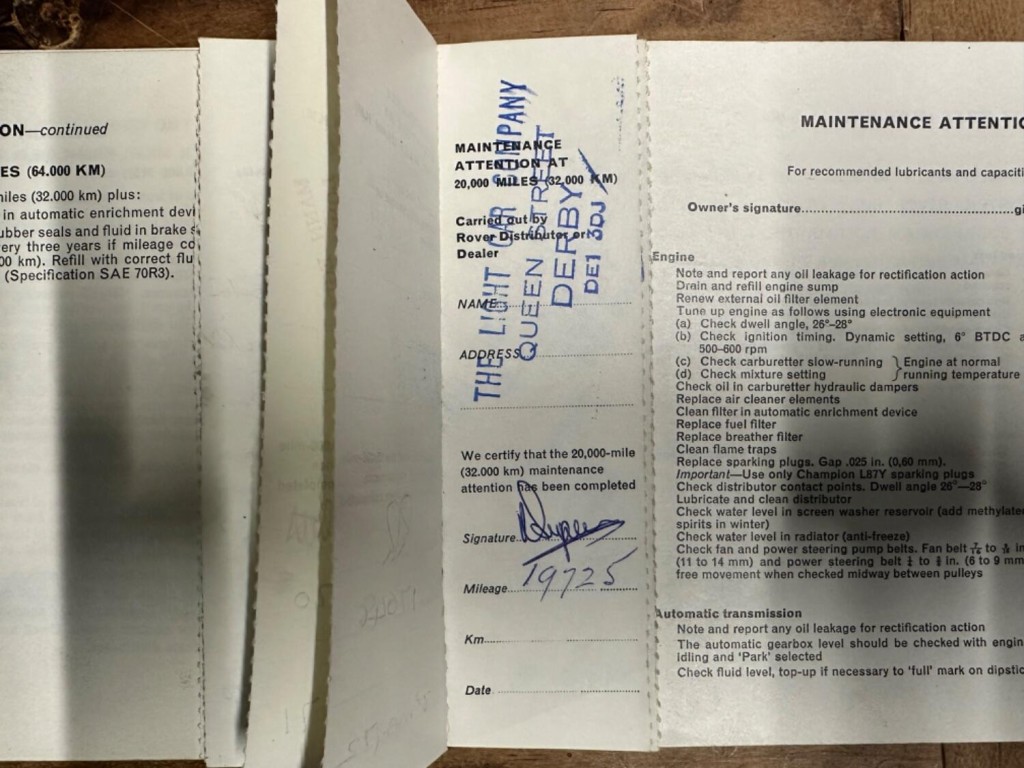 ON—continued
ES (64.000 KM)
miles (32.000 km) plus:
in automatic enrichment devi
ubber seals and fluid in brake s
ery three years if mileage co
00 km). Refill with correct flu
(Specification SAE 70R3).
MAINTENANCE
ATTENTION AT
20,000 MILES (32,000 KM)
Carried out by
Rover Distributor or
Dealer
NAME
ADDRESS
THE LIGHT CAR COMPANY
QUEEN STREET
DERBY
DE1 3DJ
We certify that the 20,000-mile
(32.000 km) maintenance
attention has been completed
Signature
Mileage 19725
Km
Date
MAINTENANCE ATTENTIO
For recommended lubricants and capaciti
Owner's signature gi
Engine
Note and report any oil leakage for rectification action
Drain and refill engine sump
Renew external oil filter element
Tune up engine as follows using electronic equipment
(a) Check dwell angle, 26°–28°
(b) Check ignition timing. Dynamic setting, 6° BTDC a
500–600 rpm
(c) Check carburetter slow-running } Engine at normal
(d) Check mixture setting } running temperature
Check oil in carburetter hydraulic dampers
Replace air cleaner elements
Clean filter in automatic enrichment device
Replace fuel filter
Replace breather filter
Clean flame traps
Replace sparking plugs. Gap .025 in. (0,60 mm).
Important—Use only Champion L87Y sparking plugs
Check distributor contact points. Dwell angle 26°—28°
Lubricate and clean distributor
Check water level in screen washer reservoir (add methylate
spirits in winter)
Check water level in radiator (anti-freeze)
Check fan and power steering pump belts. Fan belt to in
(11 to 14 mm) and power steering belt to in. (6 to 9 mm
free movement when checked midway between pulleys
Automatic transmission
Note and report any oil leakage for rectification action
The automatic gearbox level should be checked with engin
idling and 'Park' selected
Check fluid level, top-up if necessary to 'full' mark on dipstic